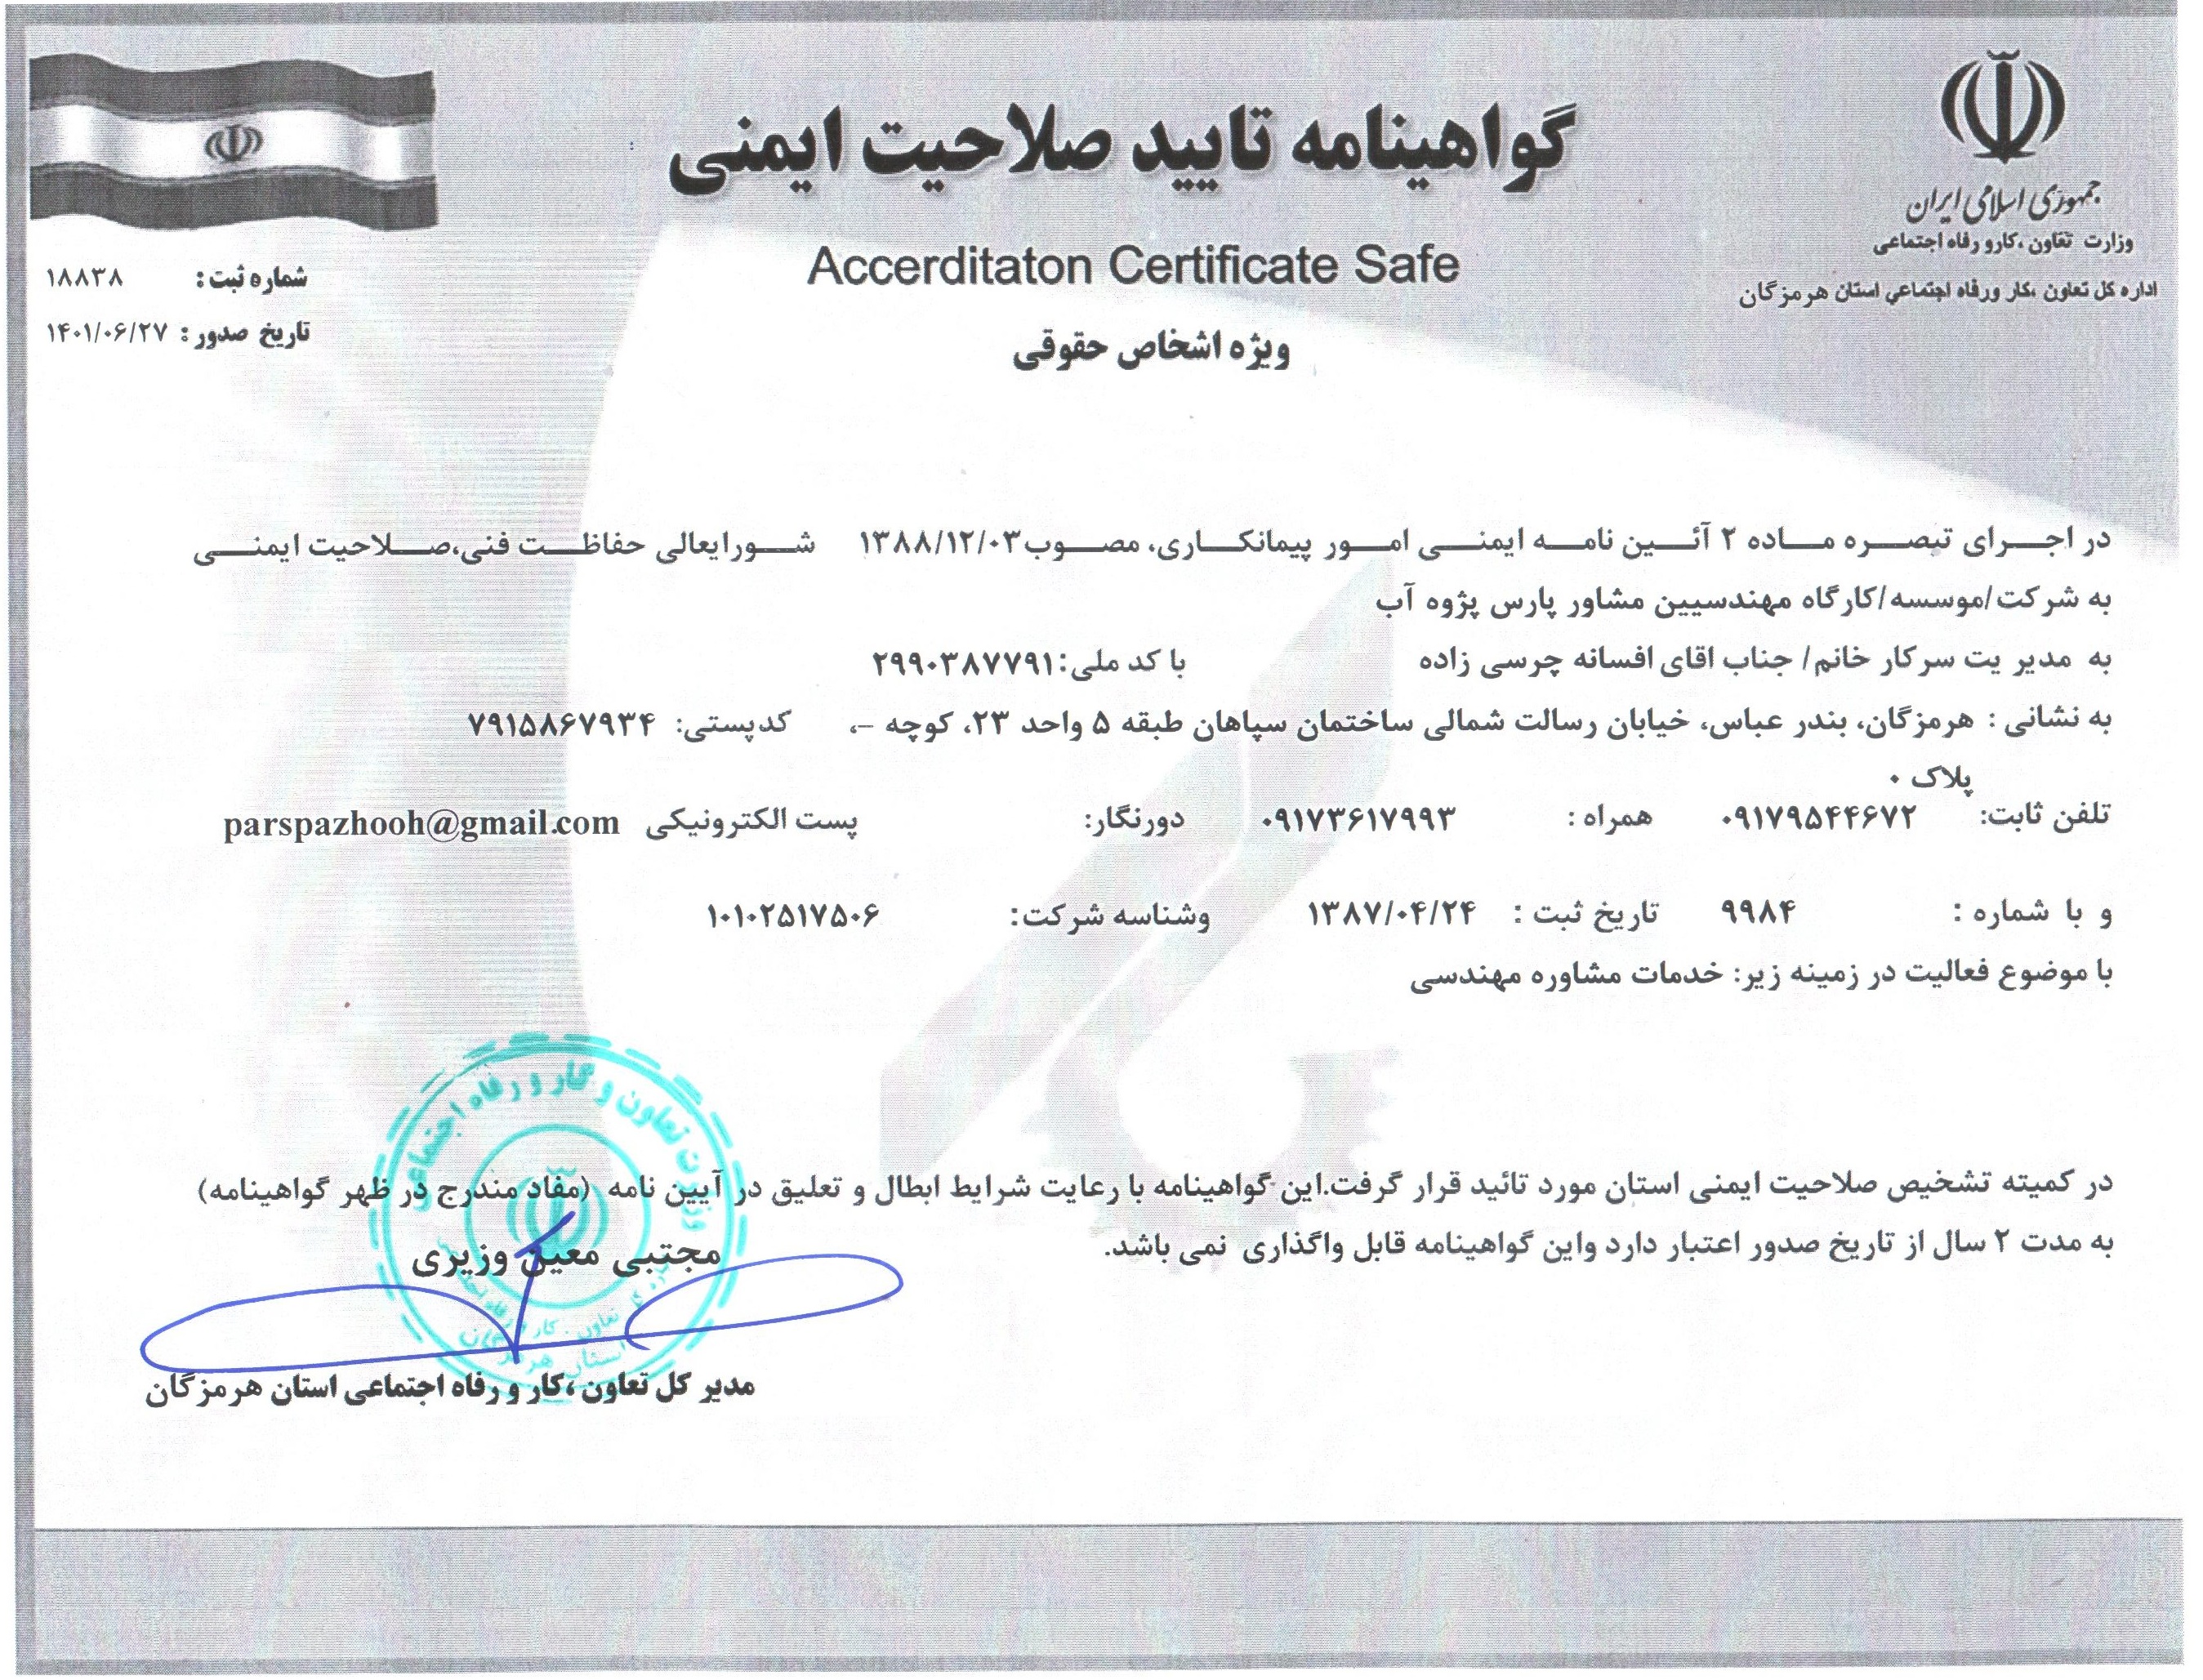 جمهوری اسلامی ایران
وزارت تعاون ،کارو رفاه اجتماعی
اداره کل تعاون ،کار ورفاه اجتماعی استان هرمزگان
گواهینامه تایید صلاحیت ایمنی
Accerditaton Certificate Safe
ویژه اشخاص حقوقی
شماره ثبت : ۱۸۸۳۸
تاریخ صدور : ۱۴۰۱/۰۶/۲۷
در اجرای تبصره ماده ۲ آئین نامه ایمنی امور پیمانکاری، مصوب ۱۳۸۸/۱۲/۰۳ شورایعالی حفاظت فنی،صلاحیت ایمنی
به شرکت/موسسه/کارگاه مهندسیین مشاور پارس پژوه آب
به مدیر یت سرکار خانم/ جناب اقای افسانه چرسی زاده با کد ملی: ۲۹۹۰۳۸۷۷۹۱
به نشانی : هرمزگان، بندر عباس، خیابان رسالت شمالی ساختمان سپاهان طبقه ۵ واحد ۲۳، کوچه -، کدپستی: ۷۹۱۵۸۶۷۹۳۴
پلاک ۰
تلفن ثابت: ۰۹۱۷۹۵۴۴۶۷۲ همراه : ۰۹۱۷۳۶۱۷۹۹۳ دورنگار: پست الکترونیکی parspazhooh@gmail.com
و با شماره : ۹۹۸۴ تاریخ ثبت : ۱۳۸۷/۰۴/۲۴ وشناسه شرکت: ۱۰۱۰۲۵۱۷۵۰۶
با موضوع فعالیت در زمینه زیر: خدمات مشاوره مهندسی
در کمیته تشخیص صلاحیت ایمنی استان مورد تائید قرار گرفت.این گواهینامه با رعایت شرایط ابطال و تعلیق در آیین نامه (مفاد مندرج در ظهر گواهینامه)
به مدت ۲ سال از تاریخ صدور اعتبار دارد واین گواهینامه قابل واگذاری نمی باشد.
وزارت تعاون و کار و رفاه اجتماعی
مجتبی معین وزیری
استان هرمزگان
مدیر کل تعاون ،کار و رفاه اجتماعی استان هرمزگان